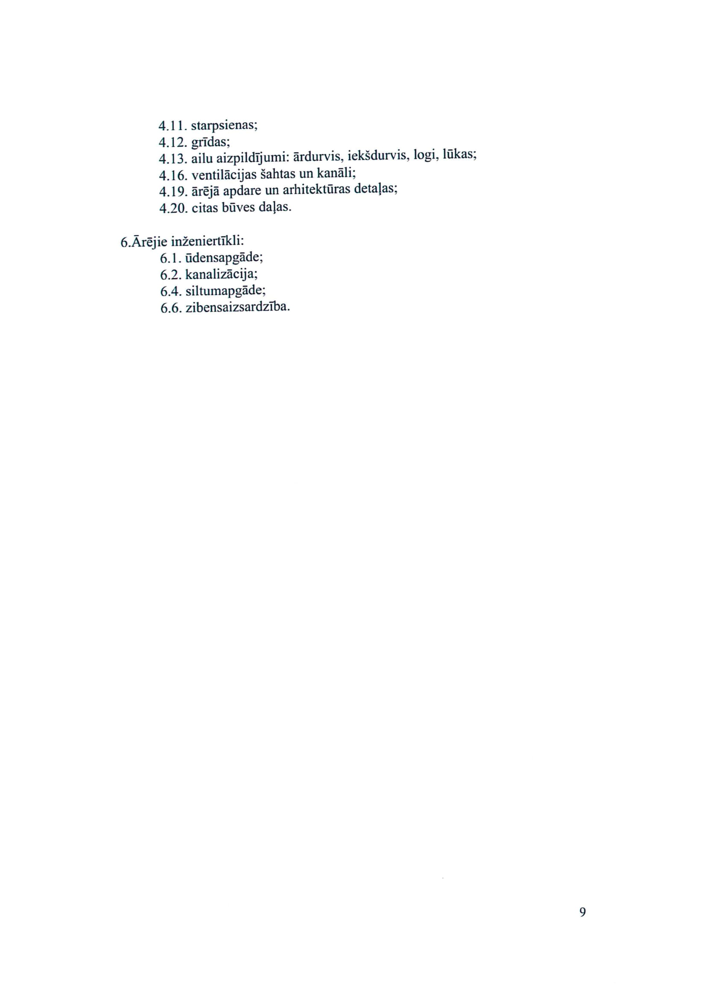 4.11. starpsienas;
4.12. grīdas;
4.13. ailu aizpildījumi: ārdurvis, iekšdurvis, logi, lūkas;
4.16. ventilācijas šahtas un kanāli;
4.19. ārējā apdare un arhitektūras detaļas;
4.20. citas būves daļas.
6.Ārējie inženiertīkli:
6.1. ūdensapgāde;
6.2. kanalizācija;
6.4. siltumapgāde;
6.6. zibensaizsardzība.
9